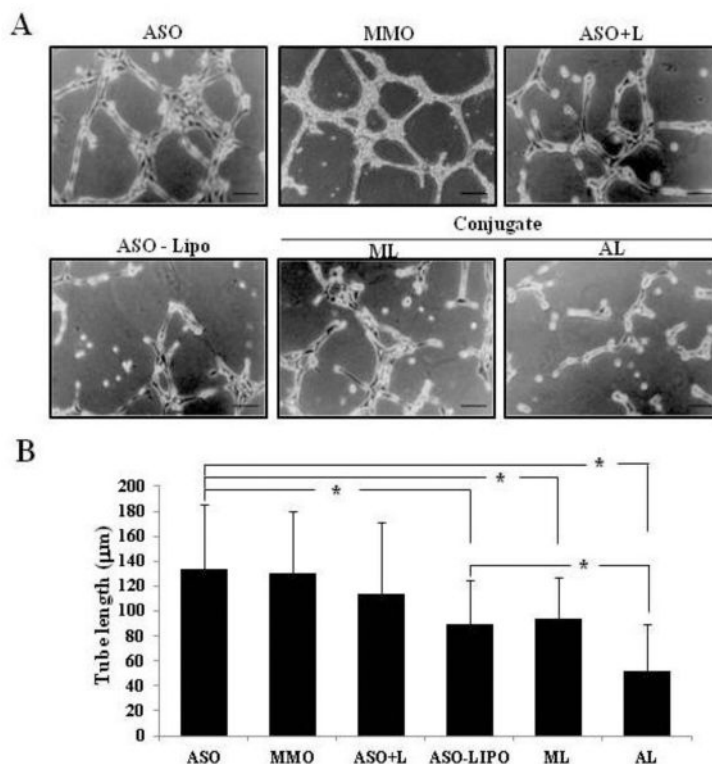 A
ASO MMO ASO+L
Conjugate
ASO - Lipo ML AL
B
* 
*
*
*
200
180
160
140
120
100
80
60
40
20
0
Tube length (μm)
ASO MMO ASO+L ASO-LIPO ML AL